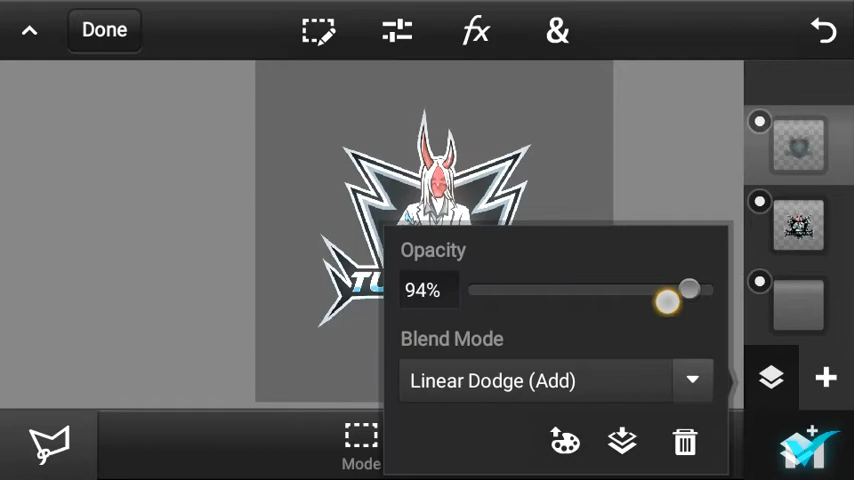 Done
fx
&
Opacity
94%
Blend Mode
Linear Dodge (Add)
Mode